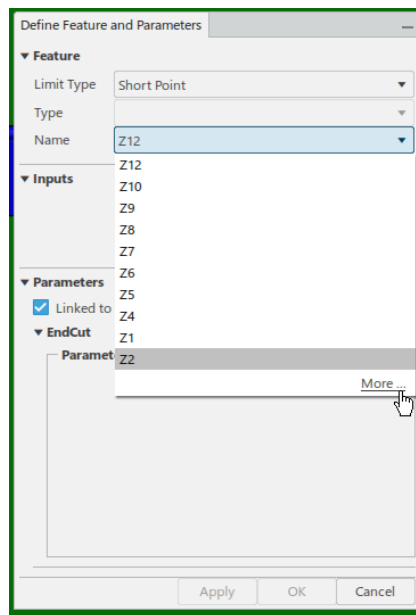 Define Feature and Parameters
Feature
Limit Type Short Point
Type
Name Z12
Z12
Z10
Inputs
Z9
Z8
Z7
Z6
Z5
Parameters
Z4
Linked to
Z1
EndCut
Z2
More ...
Apply OK Cancel